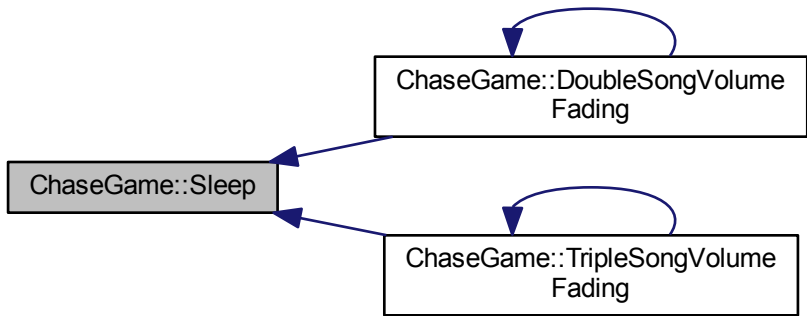 ChaseGame::DoubleSongVolume
Fading
ChaseGame::Sleep
ChaseGame::TripleSongVolume
Fading